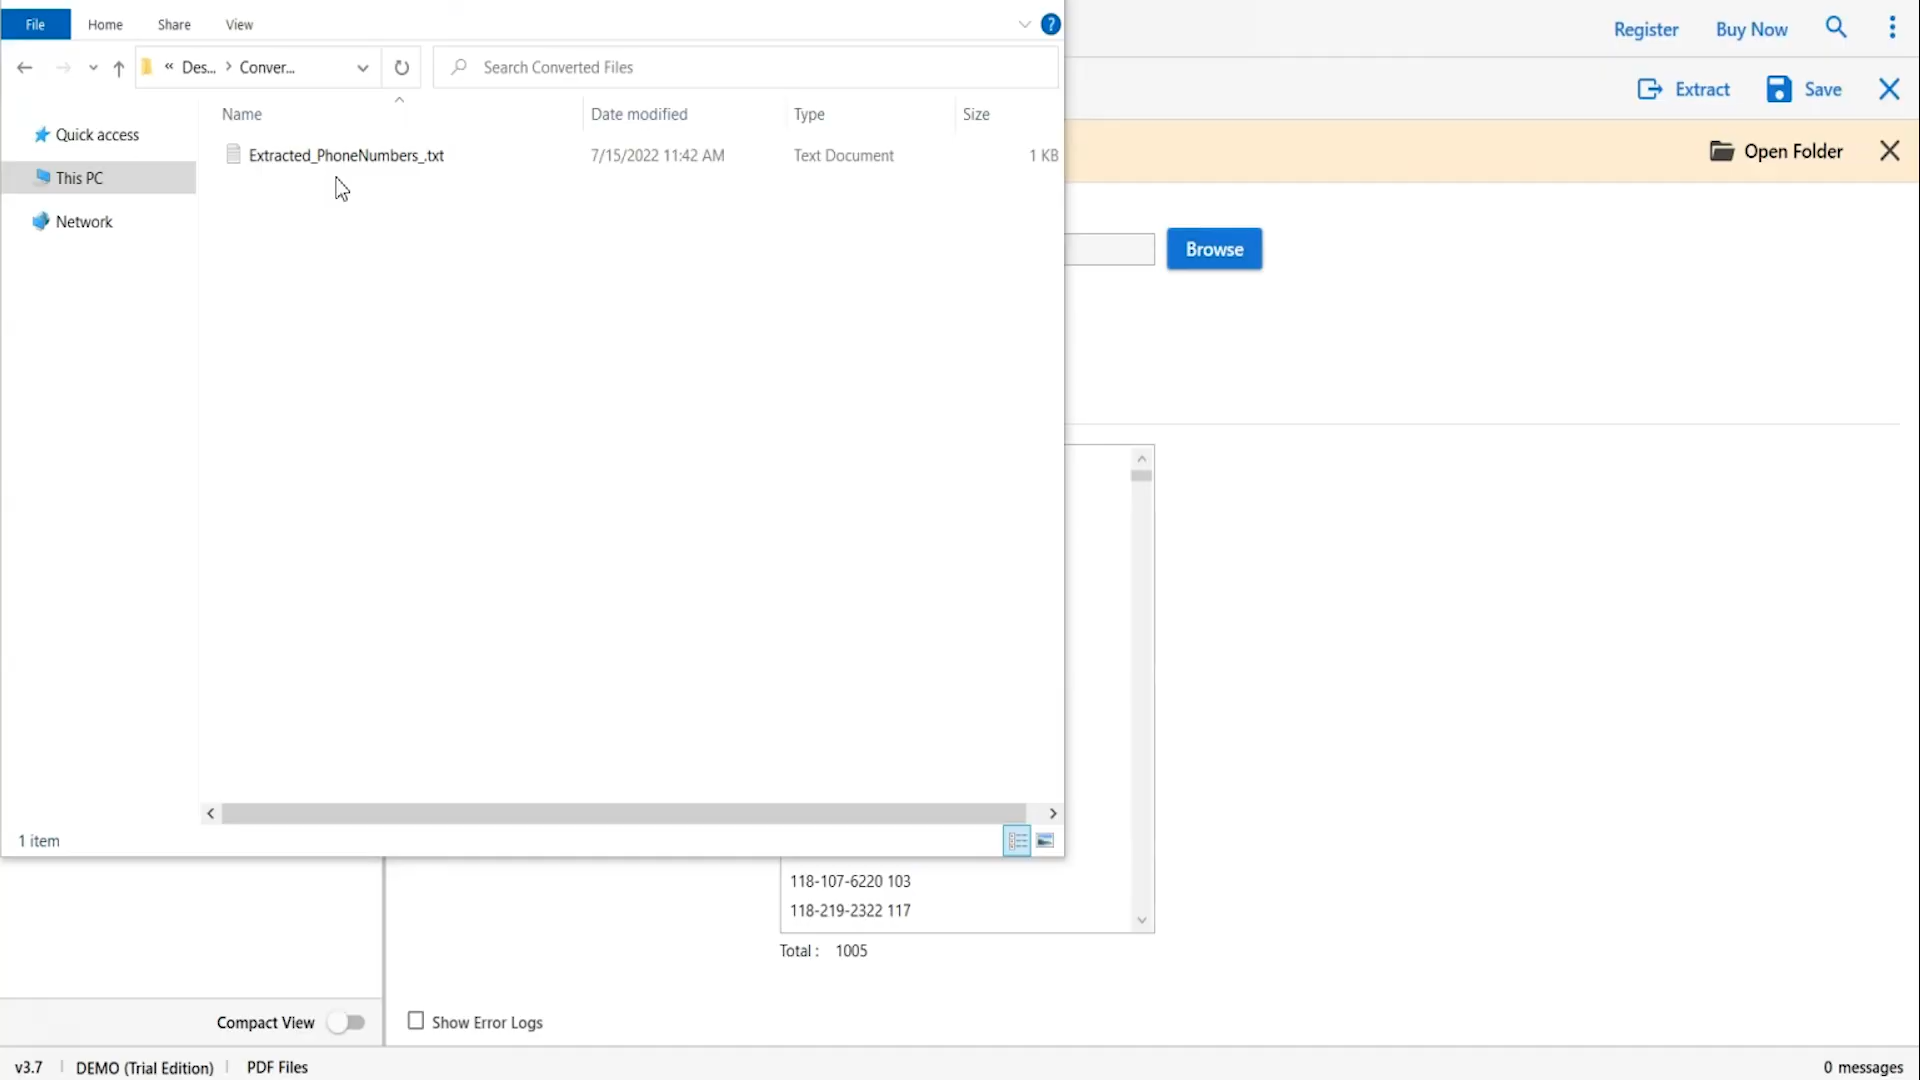 File Home Share View
Register Buy Now
« Des... > Conver... Search Converted Files
Extract Save
Name Date modified Type Size
Quick access
Extracted_PhoneNumbers_.txt 7/15/2022 11:42 AM Text Document 1 KB
Open Folder
This PC
Network
Browse
1 item
118-107-6220 103
118-219-2322 117
Total : 1005
Compact View Show Error Logs
v3.7 DEMO (Trial Edition) PDF Files 0 messages